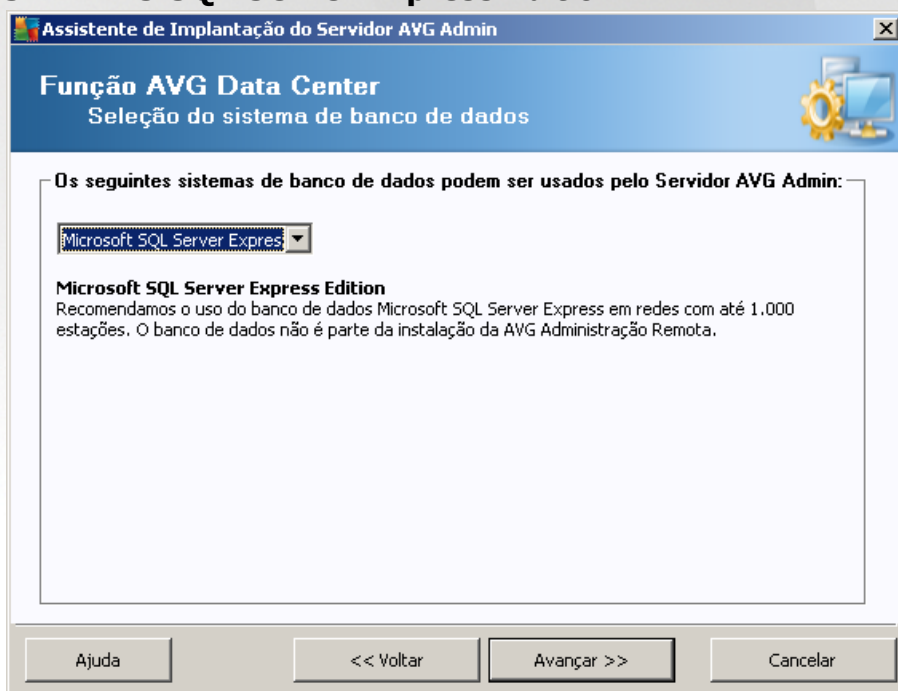 Assistente de Implantação do Servidor AVG Admin
Função AVG Data Center
Seleção do sistema de banco de dados
Os seguintes sistemas de banco de dados podem ser usados pelo Servidor AVG Admin:
Microsoft SQL Server Expres
Microsoft SQL Server Express Edition
Recomendamos o uso do banco de dados Microsoft SQL Server Express em redes com até 1.000
estações. O banco de dados não é parte da instalação da AVG Administração Remota.
Ajuda
<< Voltar
Avançar >>
Cancelar